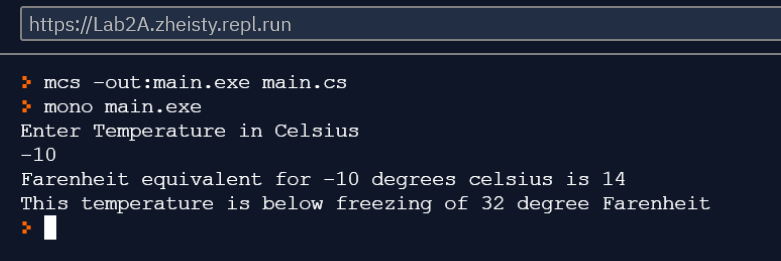 https://Lab2A.zheisty.repl.run
mcs -out:main.exe main.cs
mono main.exe
Enter Temperature in Celsius
-10
Farenheit equivalent for -10 degrees celsius is 14
This temperature is below freezing of 32 degree Farenheit